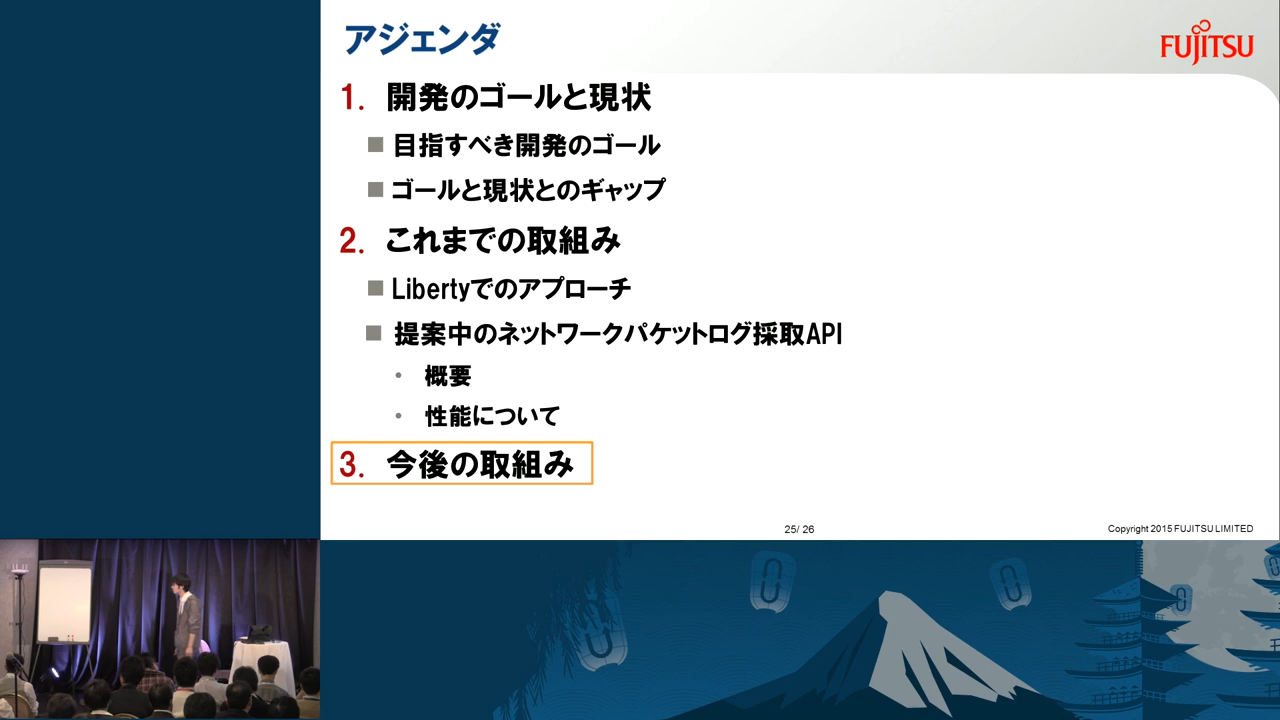 アジェンダ
FUJITSU
1. 開発のゴールと現状
目指すべき開発のゴール
ゴールと現状とのギャップ
2. これまでの取組み
Libertyでのアプローチ
提案中のネットワークパケットログ採取API
概要
性能について
3. 今後の取組み
25/ 26
Copyright 2015 FUJITSU LIMITED